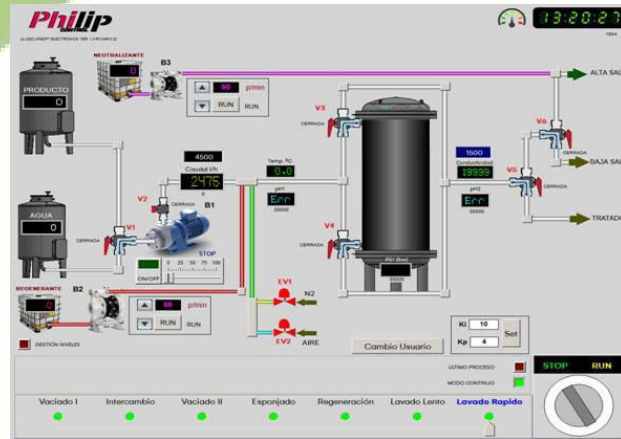 Philip
CONTROL
13:20:27
NEUTRALIZANTE
B3
0
60 p/min
RUN RUN
ALTA SAL
PRODUCTO
0
V3
CERRADA
V6
CERRADA
BAJA SAL
4500
Caudal l/h
2475
Temp. ºC
0.0
1500
Conductividad
19999
V5
CERRADA
V2
CERRADA
B1
pH1
Err
pH2
Err
AGUA
0
V1
CERRADA
V4
CERRADA
TRATADO
STOP
0 25 50 75 100
ON/OFF
REGENERANTE
0
B2
60 p/min
RUN RUN
EV1
N2
EV2
AIRE
Ki 10
Kp 4
Set
Cambio Usuario
GESTIÓN NIVELES
ULTIMO PROCESO
MODO CONTINUO
STOP RUN
Vaciado I Intercambio Vaciado II Esponjado Regeneración Lavado Lento Lavado Rapido